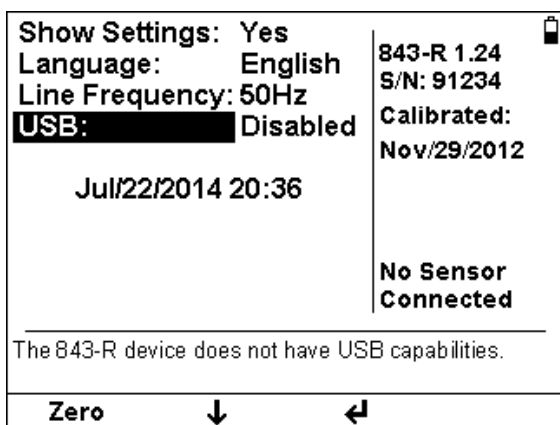 Show Settings: Yes
Language: English
Line Frequency: 50Hz
USB: Disabled
Jul/22/2014 20:36
843-R 1.24
S/N: 91234
Calibrated:
Nov/29/2012
No Sensor
Connected
The 843-R device does not have USB capabilities.
Zero ↓ ↲